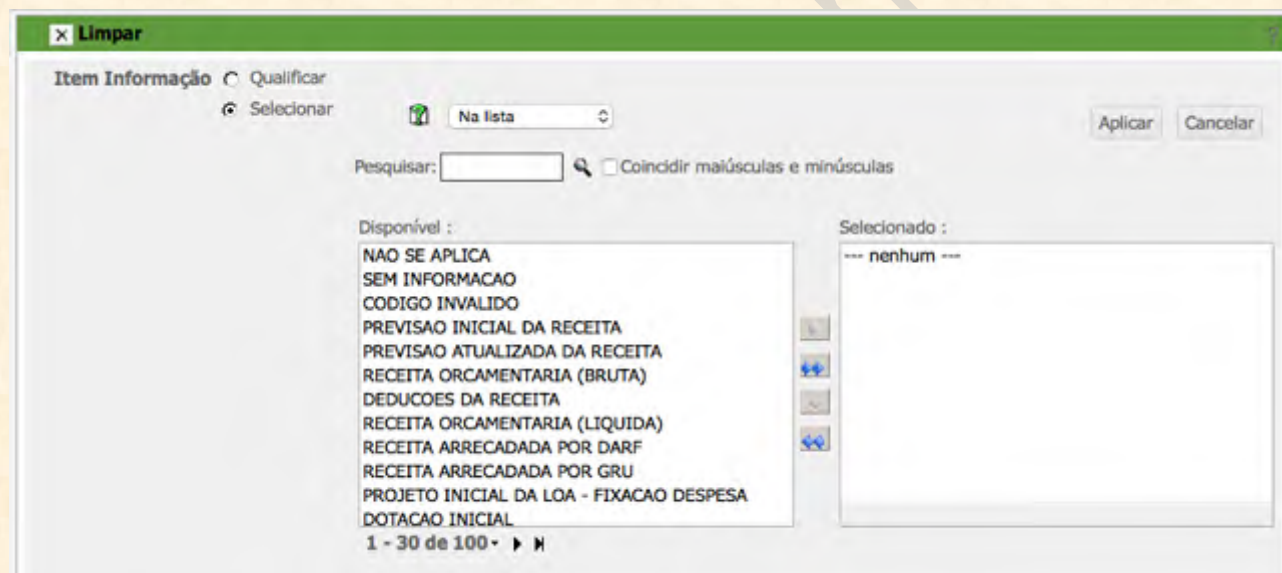 Limpar
Item Informação Qualificar
Selecionar
Na lista
Aplicar Cancelar
Pesquisar: Coincidir maiúsculas e minúsculas
Disponível :
NAO SE APLICA
SEM INFORMACAO
CODIGO INVALIDO
PREVISAO INICIAL DA RECEITA
PREVISAO ATUALIZADA DA RECEITA
RECEITA ORCAMENTARIA (BRUTA)
DEDUCOES DA RECEITA
RECEITA ORCAMENTARIA (LIQUIDA)
RECEITA ARRECADADA POR DARF
RECEITA ARRECADADA POR GRU
PROJETO INICIAL DA LOA - FIXACAO DESPESA
DOTACAO INICIAL
1 - 30 de 100
Selecionado :
--- nenhum ---